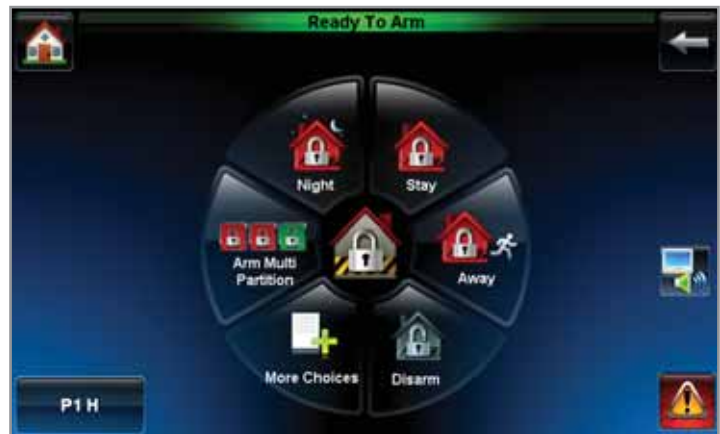 Ready To Arm
Night
Stay
Arm Multi
Partition
Away
More Choices
Disarm
P1 H